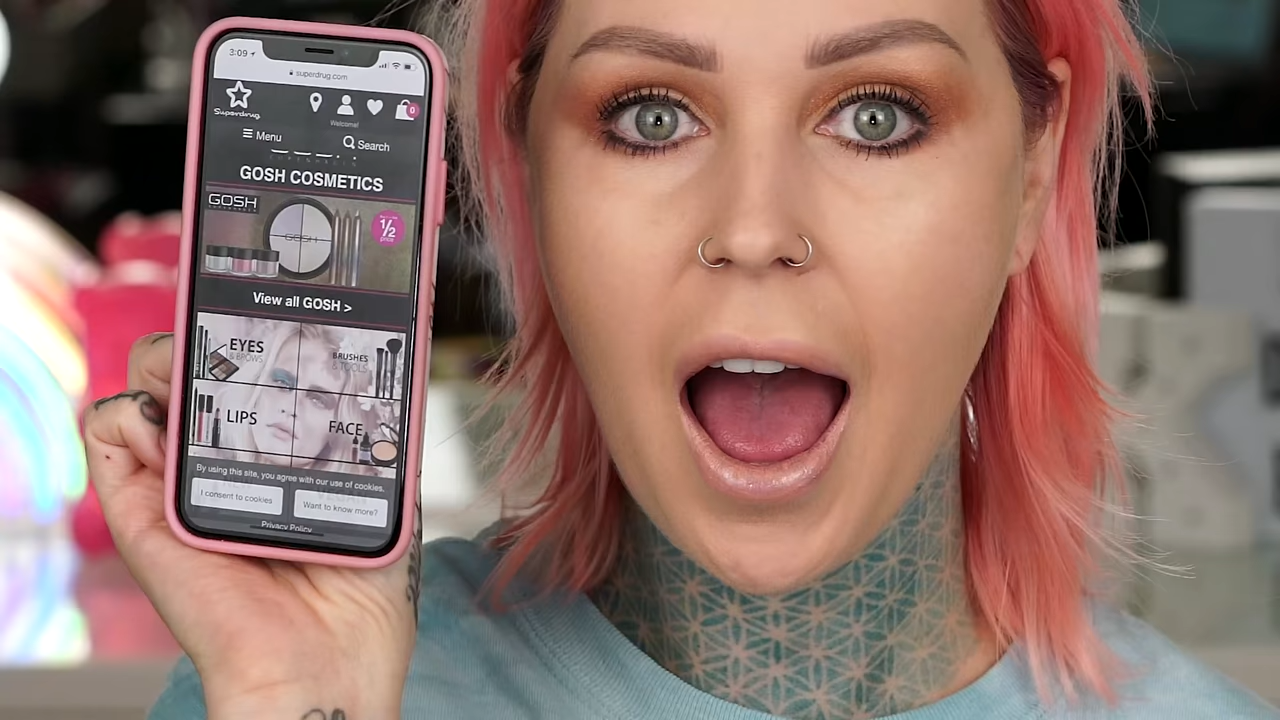 3:09
superdrug.com
Superdrug
0
Welcome!
Menu
Search
GOSH COSMETICS
GOSH
GOSH
1/2
price
View all GOSH >
EYES
& BROWS
BRUSHES
& TOOLS
LIPS
FACE
By using this site, you agree with our use of cookies.
I consent to cookies
Want to know more?
Privacy Policy